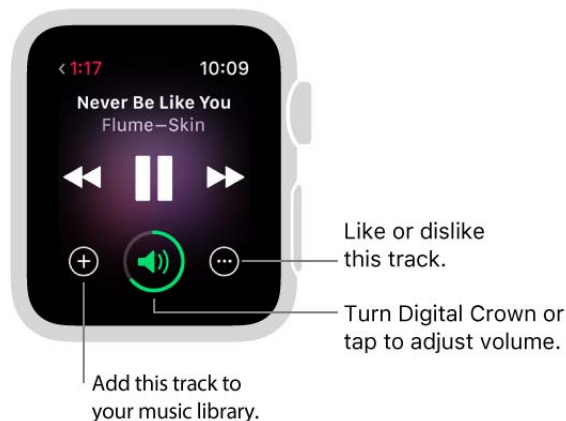 <1:17 10:09
Never Be Like You
Flume–Skin
Like or dislike
this track.
Turn Digital Crown or
tap to adjust volume.
Add this track to
your music library.